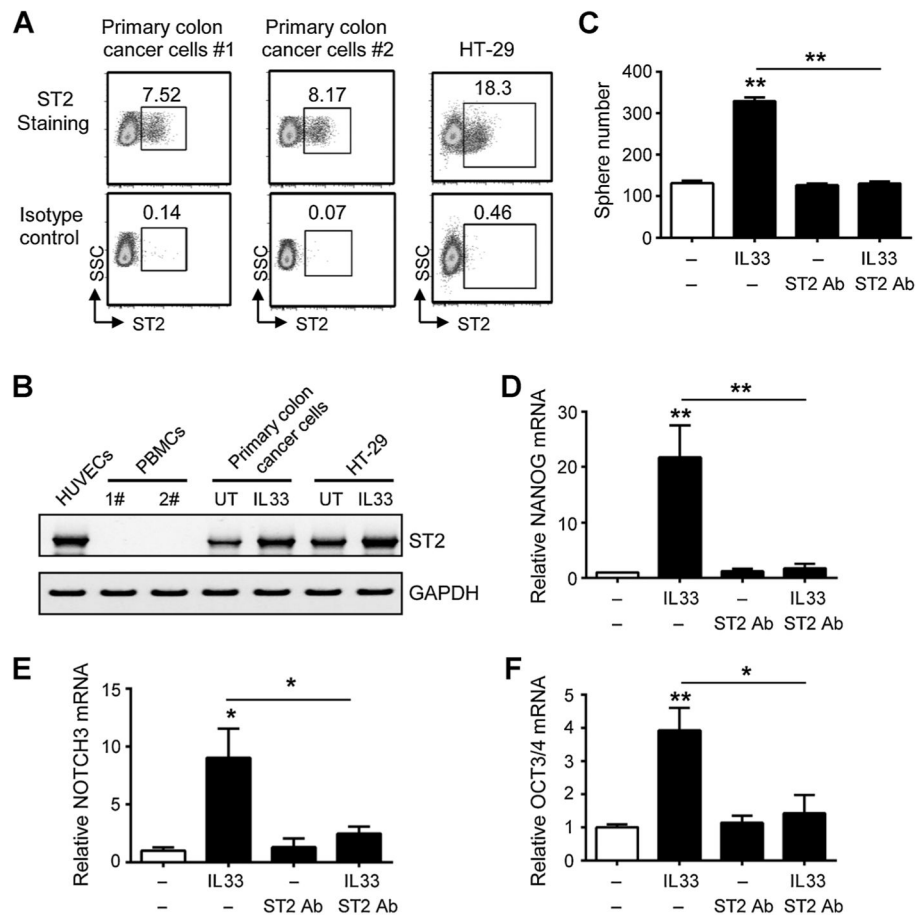 A
Primary colon
cancer cells #1
Primary colon
cancer cells #2
HT-29
ST2
Staining
7.52
8.17
18.3
Isotype
control
0.14
0.07
0.46
SSC
ST2
SSC
ST2
SSC
ST2
B
HUVECs
PBMCs
1#
2#
Primary colon
cancer cells
UT
IL33
HT-29
UT
IL33
ST2
GAPDH
C
Sphere number
400
300
200
100
0
**
**
– IL33 – IL33
– – ST2 Ab ST2 Ab
D
Relative NANOG mRNA
30
20
10
0
**
**
– IL33 – IL33
– – ST2 Ab ST2 Ab
E
Relative NOTCH3 mRNA
15
10
5
0
*
*
– IL33 – IL33
– – ST2 Ab ST2 Ab
F
Relative OCT3/4 mRNA
5
4
3
2
1
0
**
*
– IL33 – IL33
– – ST2 Ab ST2 Ab